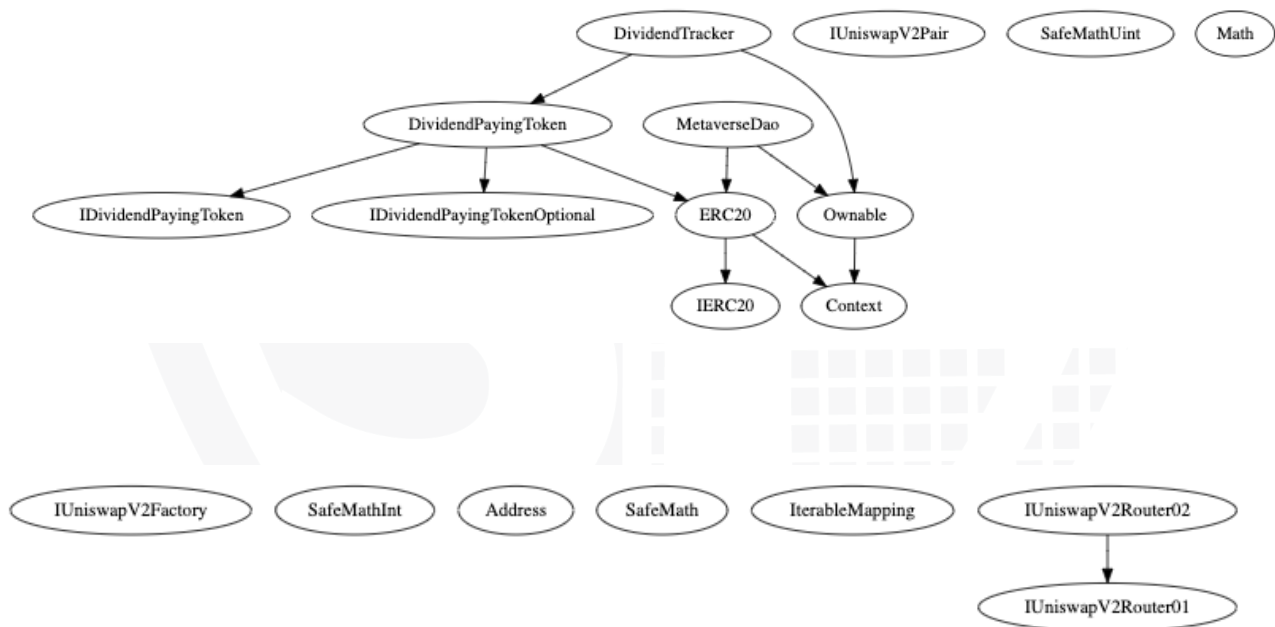 DividendTracker IUniswapV2Pair SafeMathUint Math
DividendPayingToken MetaverseDao
IDividendPayingToken IDividendPayingTokenOptional ERC20 Ownable
IERC20 Context
IUniswapV2Factory SafeMathInt Address SafeMath IterableMapping IUniswapV2Router02
IUniswapV2Router01